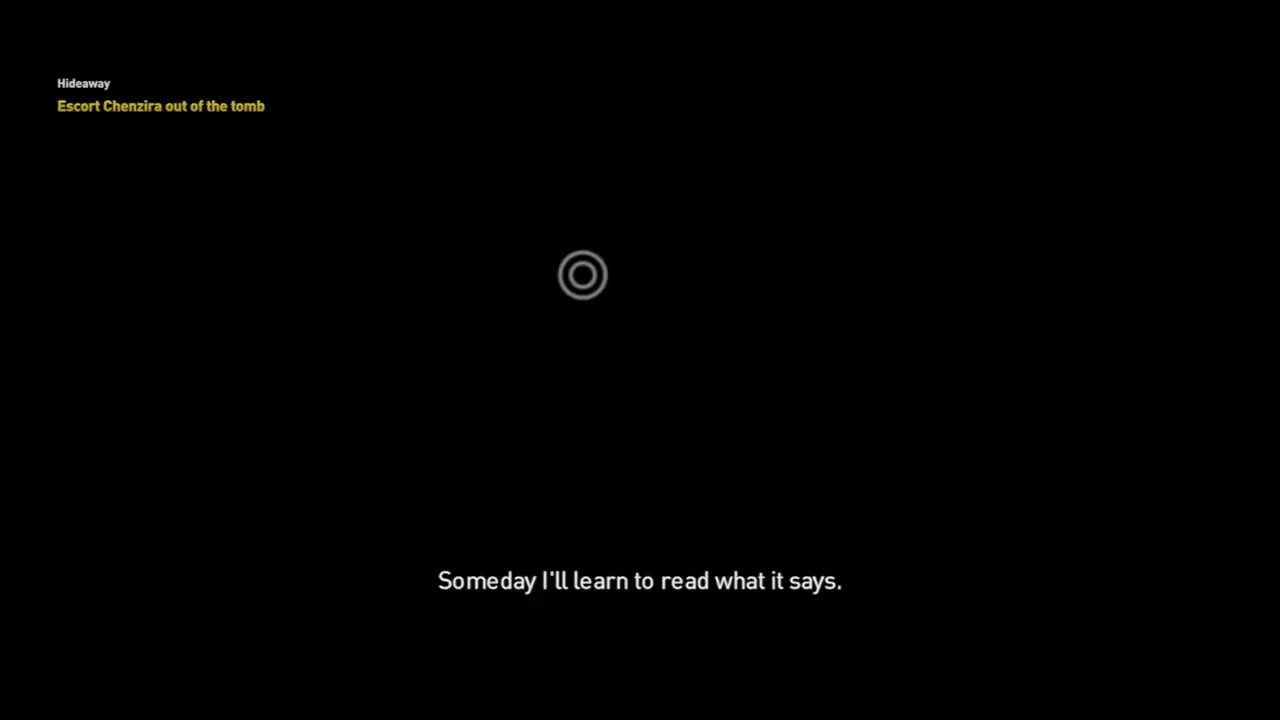 Hideaway
Escort Chenzira out of the tomb
Someday I'll learn to read what it says.